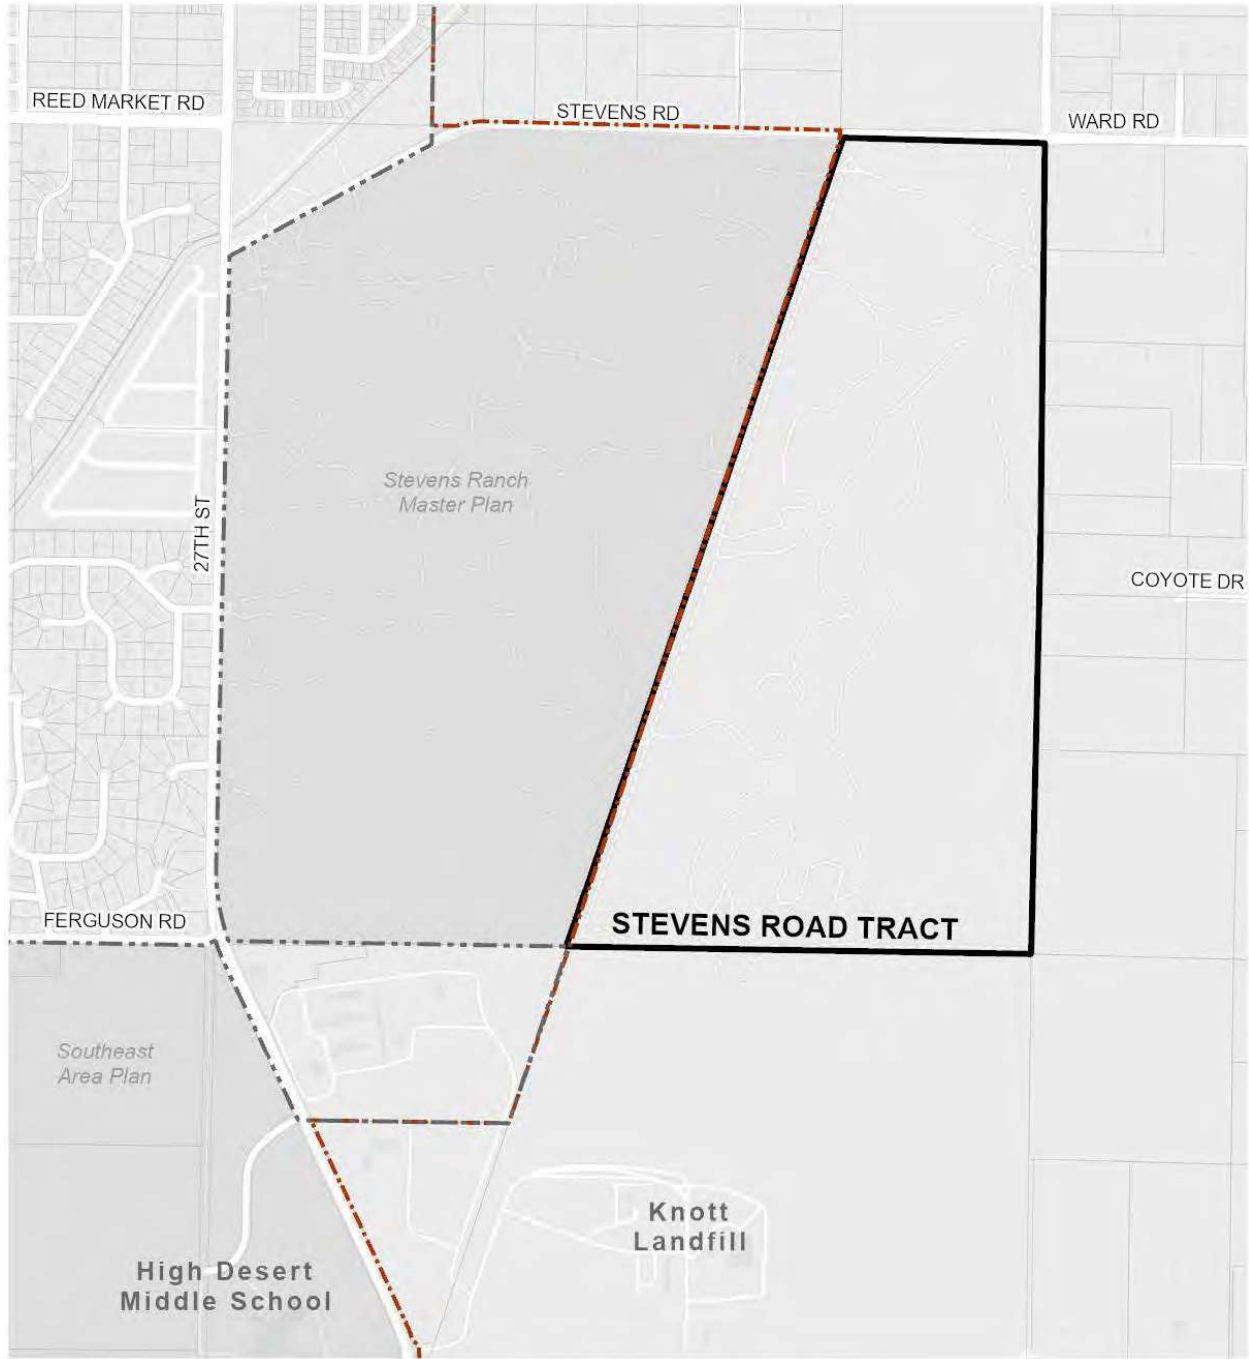 REED MARKET RD
STEVENS RD
WARD RD
Stevens Ranch
Master Plan
27TH ST
COYOTE DR
FERGUSON RD
STEVENS ROAD TRACT
Southeast
Area Plan
Knott
Landfill
High Desert
Middle School